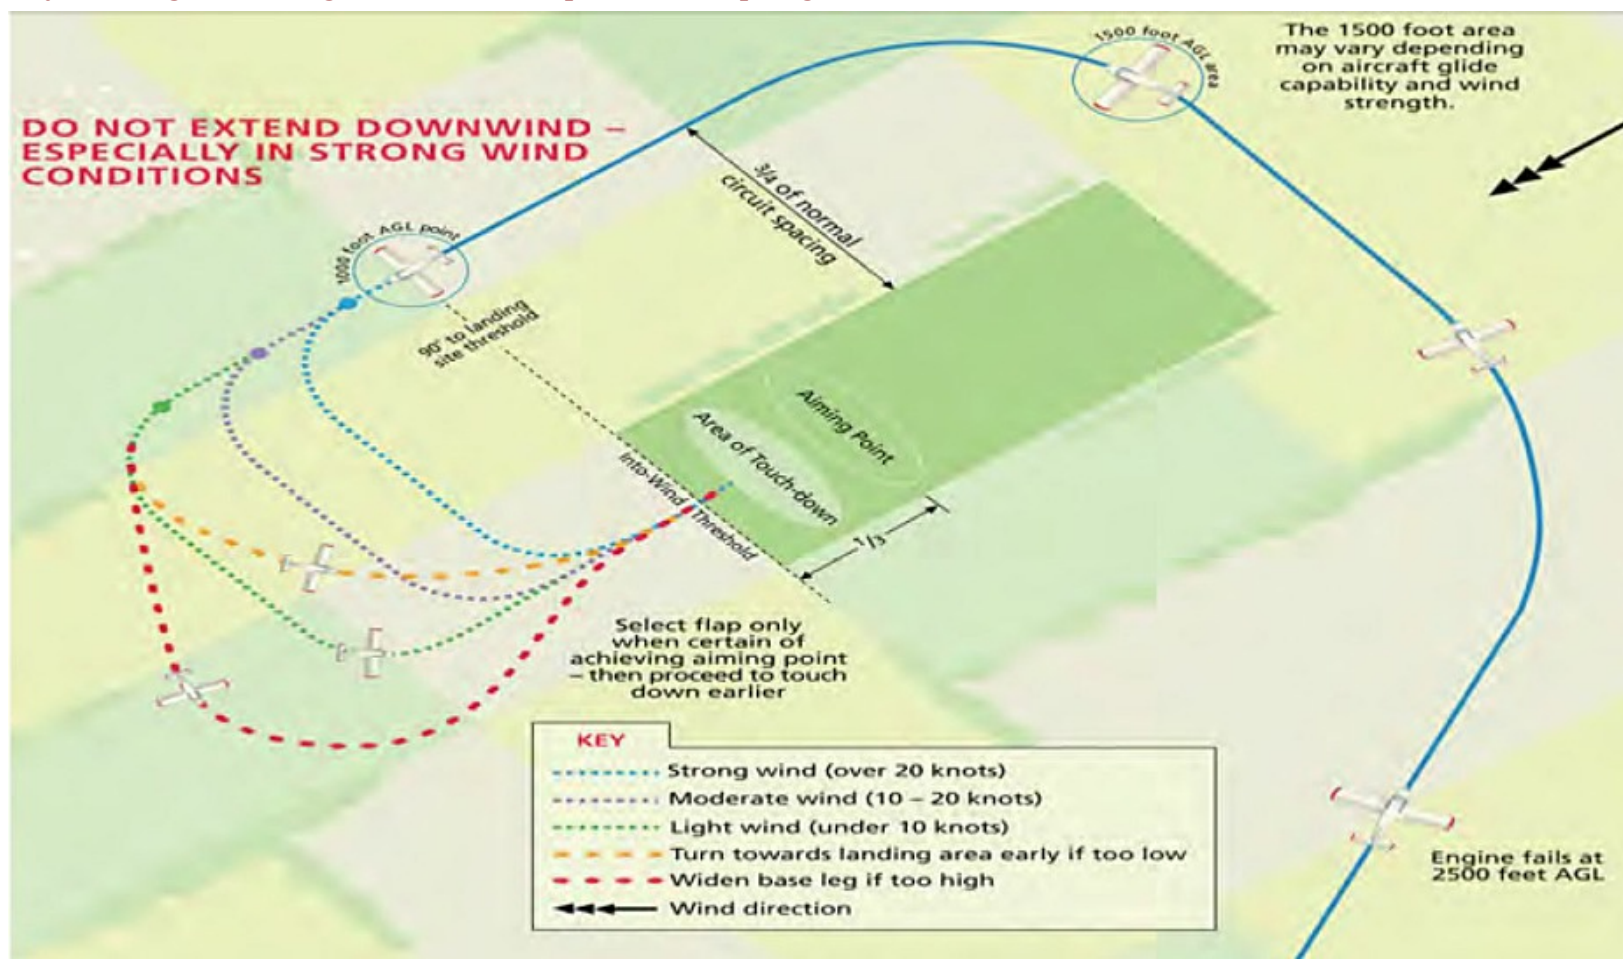 1500 foot AGL area
The 1500 foot area
may vary depending
on aircraft glide
capability and wind
strength.
DO NOT EXTEND DOWNWIND –
ESPECIALLY IN STRONG WIND
CONDITIONS
3/4 of normal
circuit spacing
1000 foot AGL point
90° to landing
site threshold
Aiming Point
Area of Touch-down
Into-Wind Threshold
1/3
Select flap only
when certain of
achieving aiming point
– then proceed to touch
down earlier
KEY
Strong wind (over 20 knots)
Moderate wind (10 – 20 knots)
Light wind (under 10 knots)
Turn towards landing area early if too low
Widen base leg if too high
Wind direction
Engine fails at
2500 feet AGL